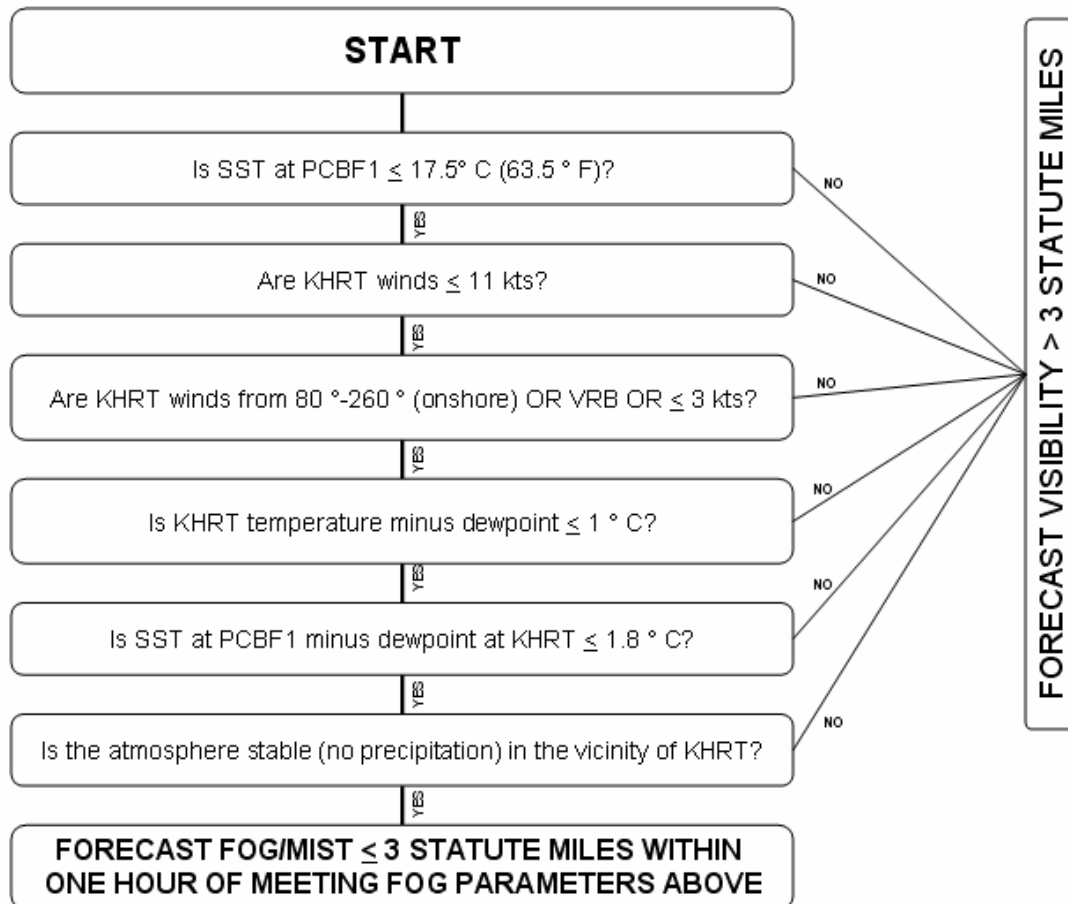 START
Is SST at PCBF1 ≤ 17.5° C (63.5 ° F)?
NO
YES
Are KHRT winds ≤ 11 kts?
NO
YES
Are KHRT winds from 80 °-260 ° (onshore) OR VRB OR ≤ 3 kts?
NO
YES
Is KHRT temperature minus dewpoint ≤ 1 ° C?
NO
YES
Is SST at PCBF1 minus dewpoint at KHRT ≤ 1.8 ° C?
NO
YES
Is the atmosphere stable (no precipitation) in the vicinity of KHRT?
NO
YES
FORECAST FOG/MIST ≤ 3 STATUTE MILES WITHIN
ONE HOUR OF MEETING FOG PARAMETERS ABOVE
FORECAST VISIBILITY > 3 STATUTE MILES